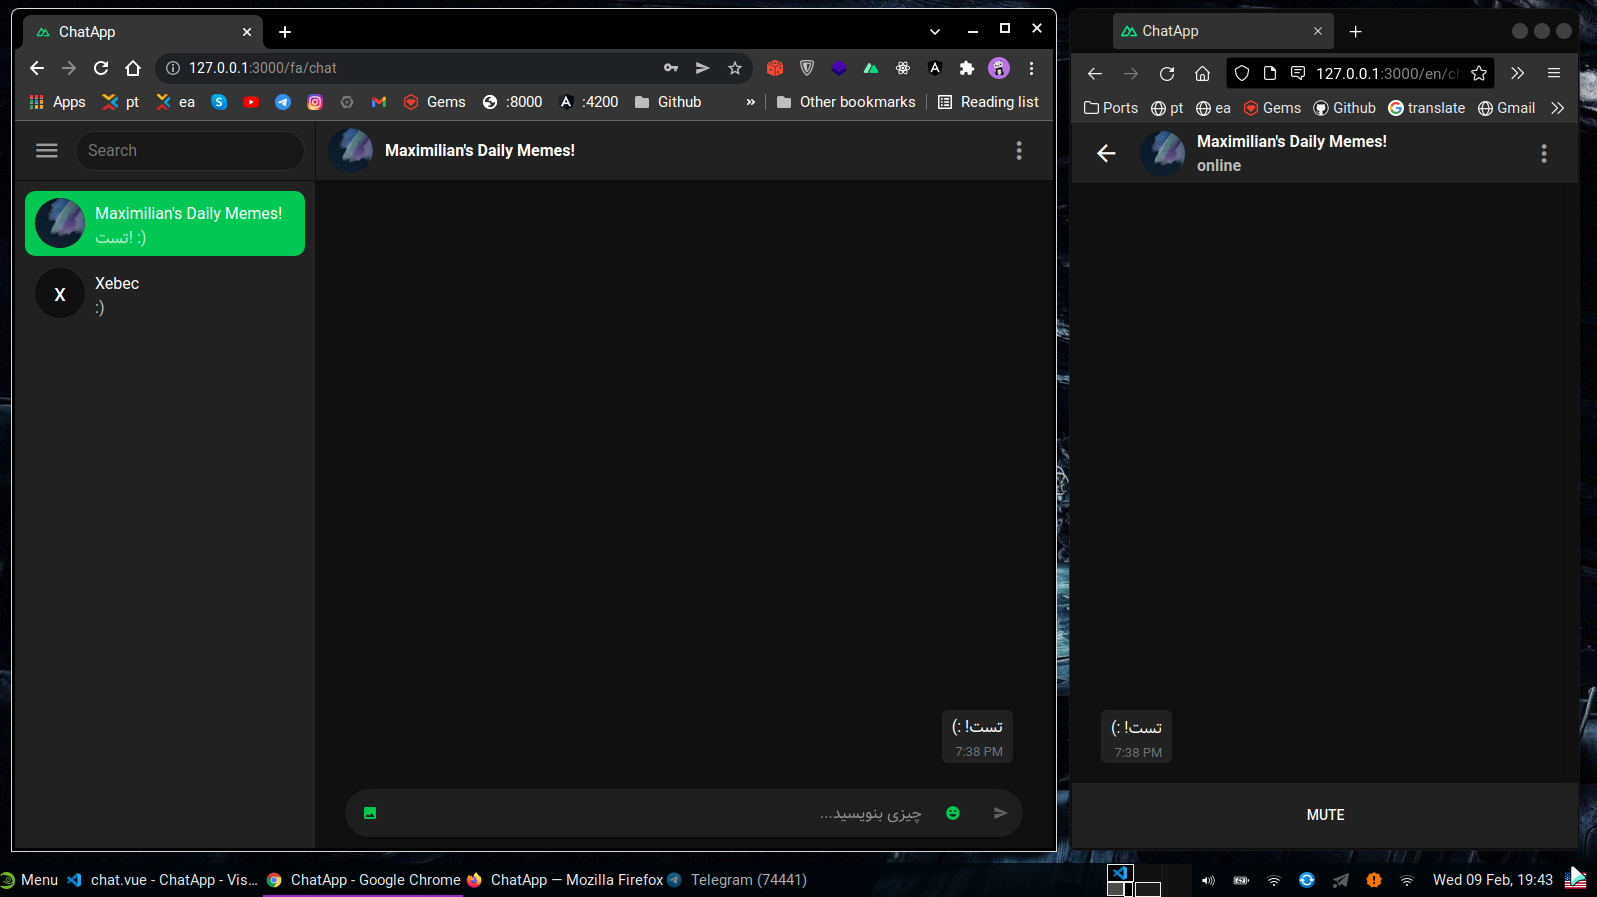 ChatApp
127.0.0.1:3000/fa/chat
Apps pt ea Gems :8000 :4200 Github » Other bookmarks Reading list
Search
Maximilian's Daily Memes!
Maximilian's Daily Memes!
تست! :)
X
Xebec
:)
تست! :)
7:38 PM
چیزی بنویسید...
ChatApp
127.0.0.1:3000/en/ch
Ports pt ea Gems Github translate Gmail
Maximilian's Daily Memes!
online
تست! :)
7:38 PM
MUTE
Menu chat.vue - ChatApp - Vis... ChatApp - Google Chrome ChatApp — Mozilla Firefox Telegram (74441) Wed 09 Feb, 19:43